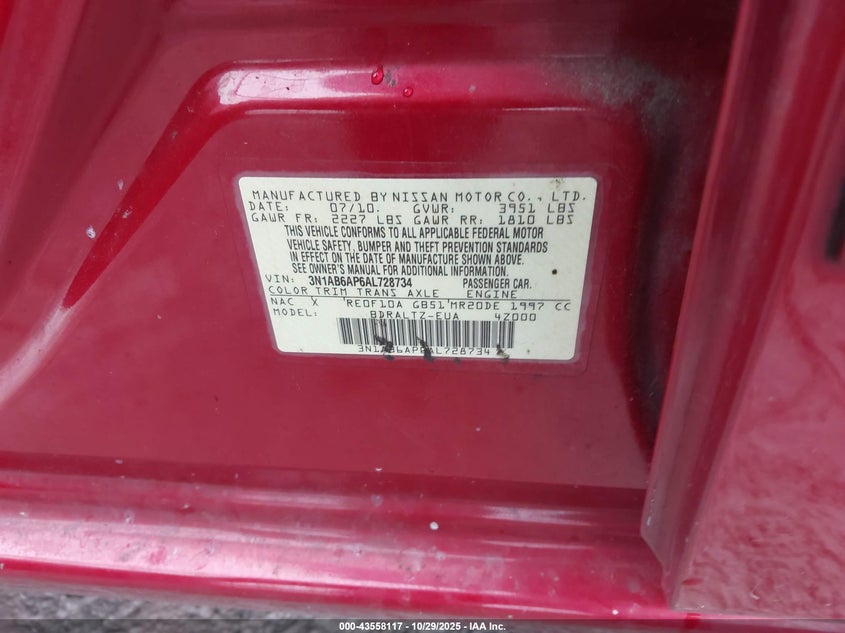 MANUFACTURED BY NISSAN MOTOR CO., LTD.
DATE: 07/10. GVWR: 3951 LBS
GAWR FR: 2227 LBS GAWR RR: 1810 LBS
THIS VEHICLE CONFORMS TO ALL APPLICABLE FEDERAL MOTOR
VEHICLE SAFETY, BUMPER AND THEFT PREVENTION STANDARDS
IN EFFECT ON THE DATE OF MANUFACTURE SHOWN ABOVE.
SEE OWNER'S MANUAL FOR ADDITIONAL INFORMATION.
VIN: 3N1AB6AP6AL728734 PASSENGER CAR.
COLOR TRIM TRANS AXLE ENGINE
NAC X RE0F10A GB51 MR20DE 1997 CC
MODEL: BDRALTZ-EUA 4Z000
3N1AB6AP6AL728734
000-43558117 - 10/29/2025 - IAA Inc.